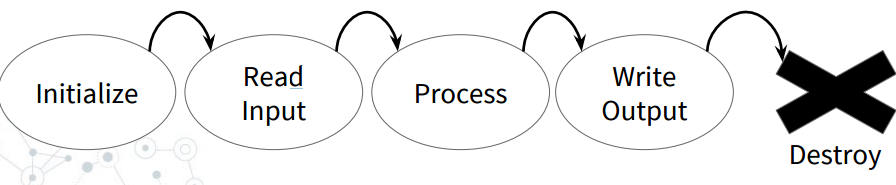 Initialize
Read
Input
Process
Write
Output
Destroy